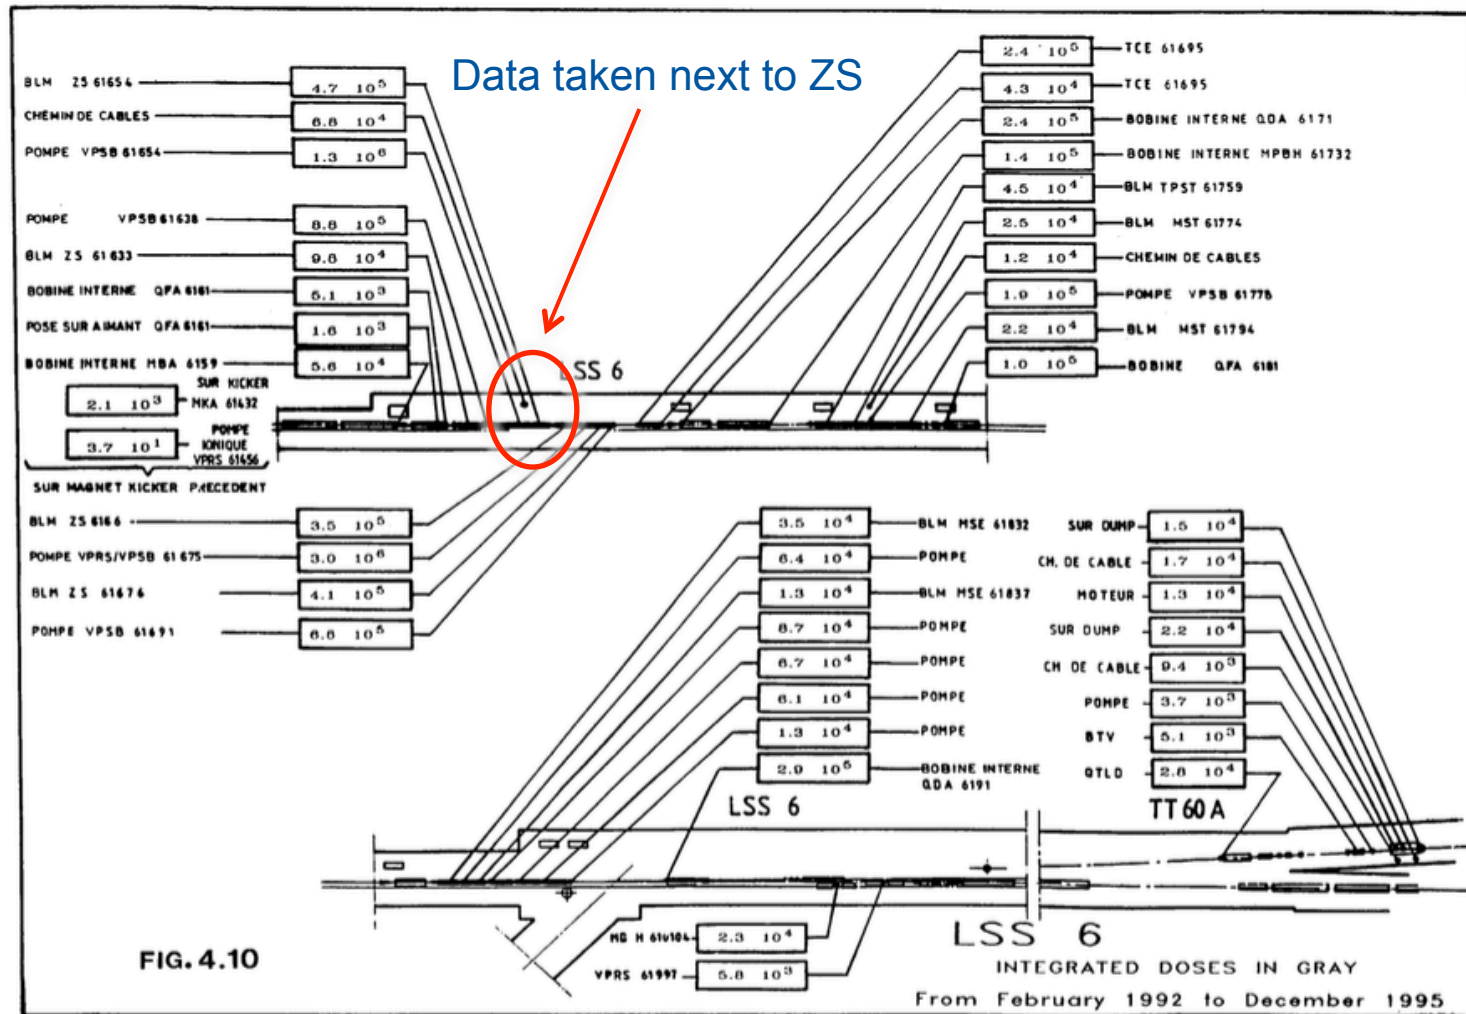 Data taken next to ZS
BLM ZS 61654 4.7 10⁵
CHEMIN DE CABLES 6.8 10⁴
POMPE VPSB 61654 1.3 10⁶
POMPE VPSB 61638 8.8 10⁵
BLM ZS 61633 9.8 10⁴
BOBINE INTERNE QFA 6161 5.1 10³
POSE SUR AIMANT QFA 6161 1.6 10³
BOBINE INTERNE MBA 6159 5.6 10⁴
2.1 10³ SUR KICKER
MKA 61432
3.7 10¹ POMPE
IONIQUE
VPRS 61456
SUR MAGNET KICKER PRECEDENT
BLM ZS 6166 3.5 10⁵
POMPE VPRS/VPSB 61675 3.0 10⁶
BLM ZS 61676 4.1 10⁵
POMPE VPSB 61691 6.6 10⁵
LSS 6
2.4 10⁵ TCE 61695
4.3 10⁴ TCE 61695
2.4 10⁵ BOBINE INTERNE QDA 6171
1.4 10⁵ BOBINE INTERNE MPBH 61732
4.5 10⁴ BLM TPST 61759
2.5 10⁴ BLM MST 61774
1.2 10⁴ CHEMIN DE CABLES
1.9 10⁵ POMPE VPSB 61778
2.2 10⁴ BLM MST 61794
1.0 10⁵ BOBINE QFA 6181
3.5 10⁴ BLM MSE 61832
6.4 10⁴ POMPE
1.3 10⁴ BLM MSE 61837
8.7 10⁴ POMPE
6.7 10⁴ POMPE
6.1 10⁴ POMPE
1.3 10⁴ POMPE
2.9 10⁵ BOBINE INTERNE
QDA 6191
LSS 6
SUR DUMP 1.5 10⁴
CH. DE CABLE 1.7 10⁴
MOTEUR 1.3 10⁴
SUR DUMP 2.2 10⁴
CH DE CABLE 9.4 10³
POMPE 3.7 10³
BTV 5.1 10³
QTLD 2.8 10⁴
TT 60 A
2.3 10⁴
VPRS 61997 5.8 10³
FIG. 4.10
LSS 6
INTEGRATED DOSES IN GRAY
From February 1992 to December 1995